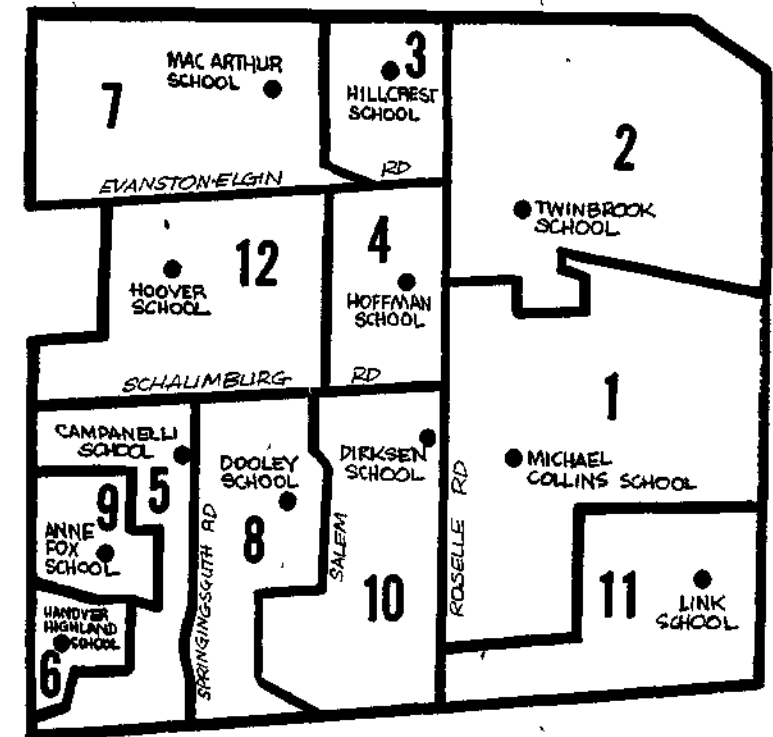 MAC ARTHUR
SCHOOL
7
3
HILLCREST
SCHOOL
2
EVANSTON-ELGIN RD
TWINBROOK
SCHOOL
12
HOOVER
SCHOOL
4
HOFFMAN
SCHOOL
SCHAUMBURG RD
1
MICHAEL
COLLINS SCHOOL
CAMPANELLI
SCHOOL
5
DOOLEY
SCHOOL
8
DIRKSEN
SCHOOL
9
ANNE
FOX
SCHOOL
SPRINGINGSGUTH RD
SALEM
10
ROSELLE RD
11
LINK
SCHOOL
HANOVER
HIGHLAND
SCHOOL
6